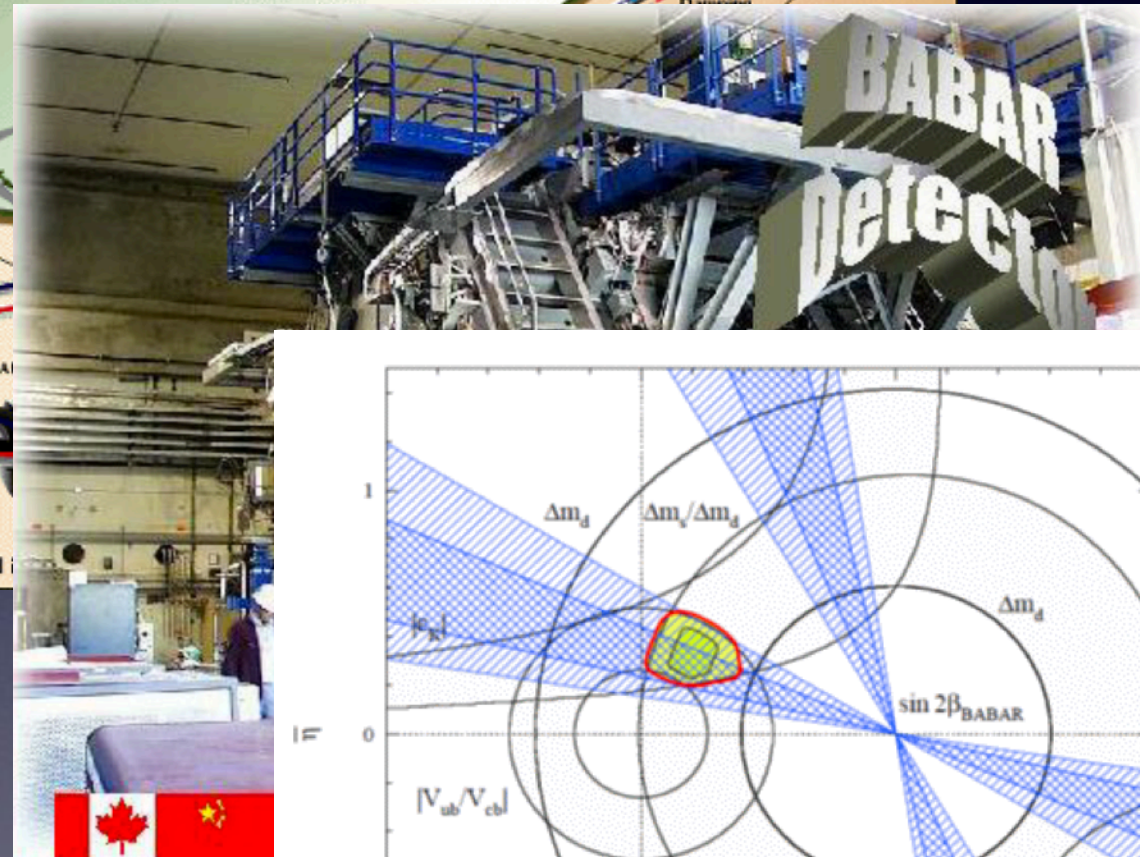 BABAR
Detector
1
Δm_d
Δm_s/Δm_d
Δm_d
|ε_K|
sin 2β_BABAR
η̄
0
|V_ub/V_cb|